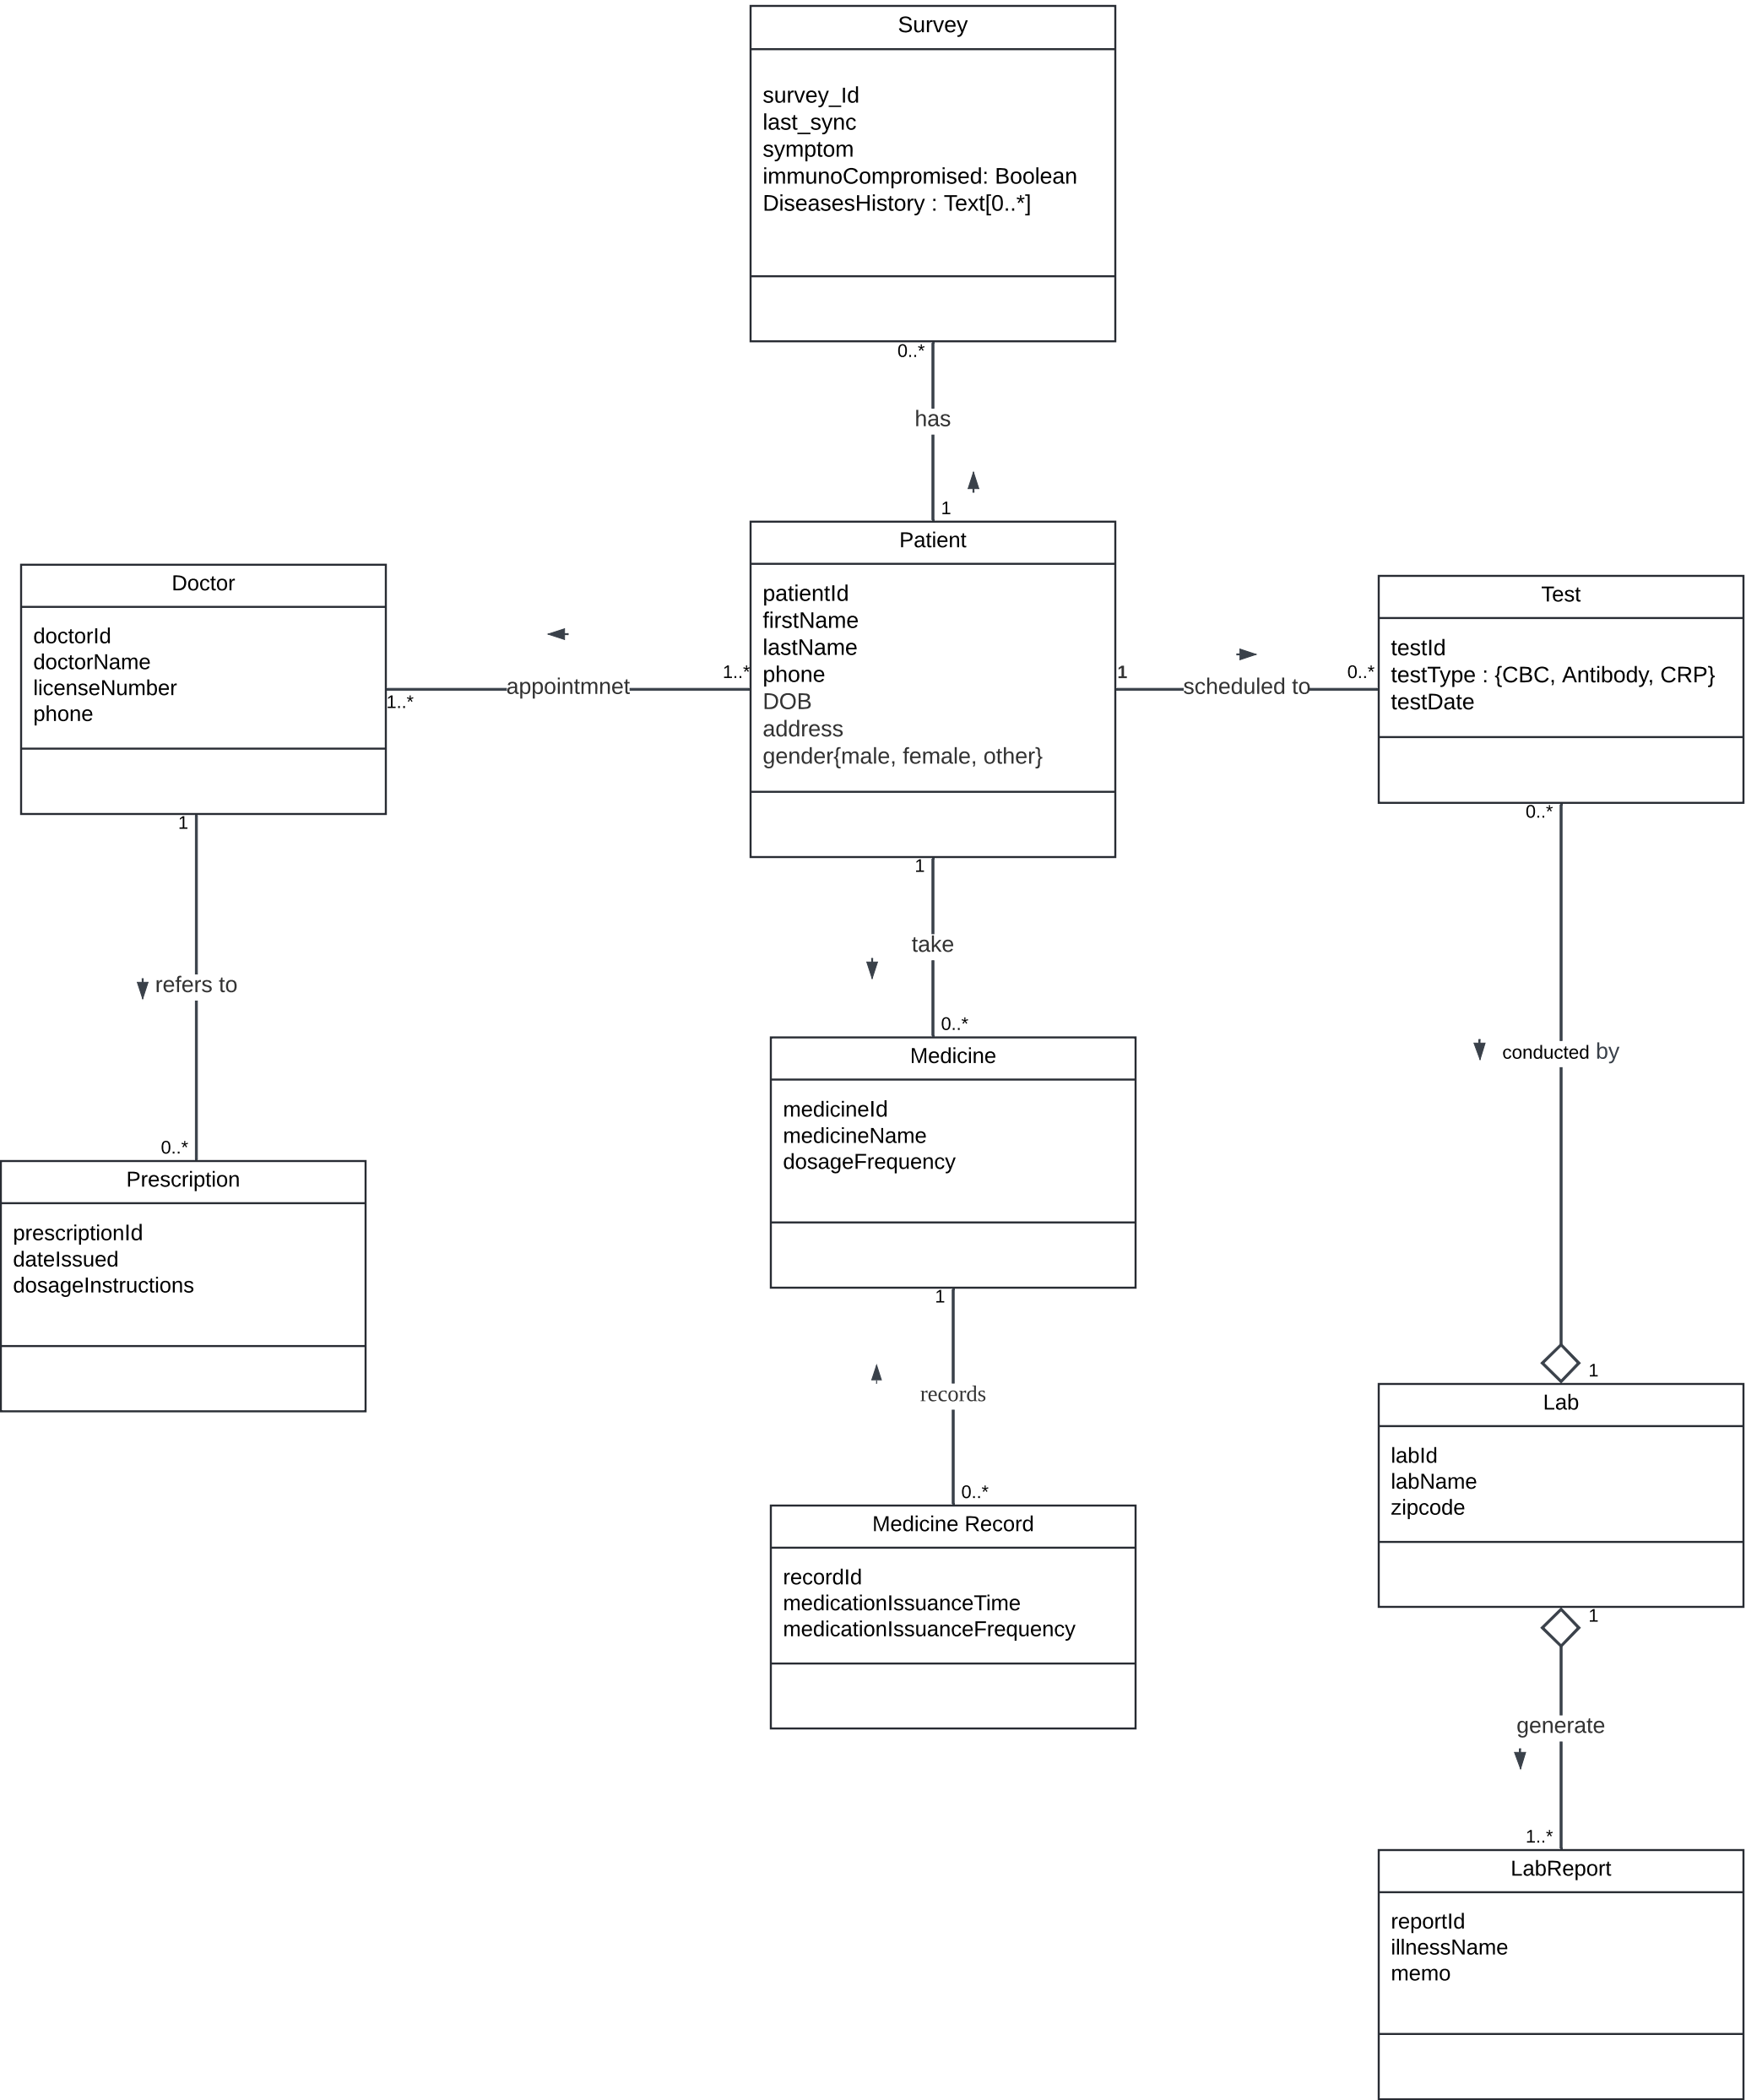 Survey
survey_Id
last_sync
symptom
immunoCompromised: Boolean
DiseasesHistory : Text[0..*]
0..*
has
1
Patient
patientId
firstName
lastName
phone
DOB
address
gender{male, female, other}
Doctor
doctorId
doctorName
licenseNumber
phone
1..*
appointmnet
1..*
1
scheduled to
0..*
Test
testId
testType : {CBC, Antibody, CRP}
testDate
1
refers to
0..*
Prescription
prescriptionId
dateIssued
dosageInstructions
1
take
0..*
Medicine
medicineId
medicineName
dosageFrequency
1
records
0..*
Medicine Record
recordId
medicationIssuanceTime
medicationIssuanceFrequency
0..*
conducted by
1
Lab
labId
labName
zipcode
1
generate
1..*
LabReport
reportId
illnessName
memo